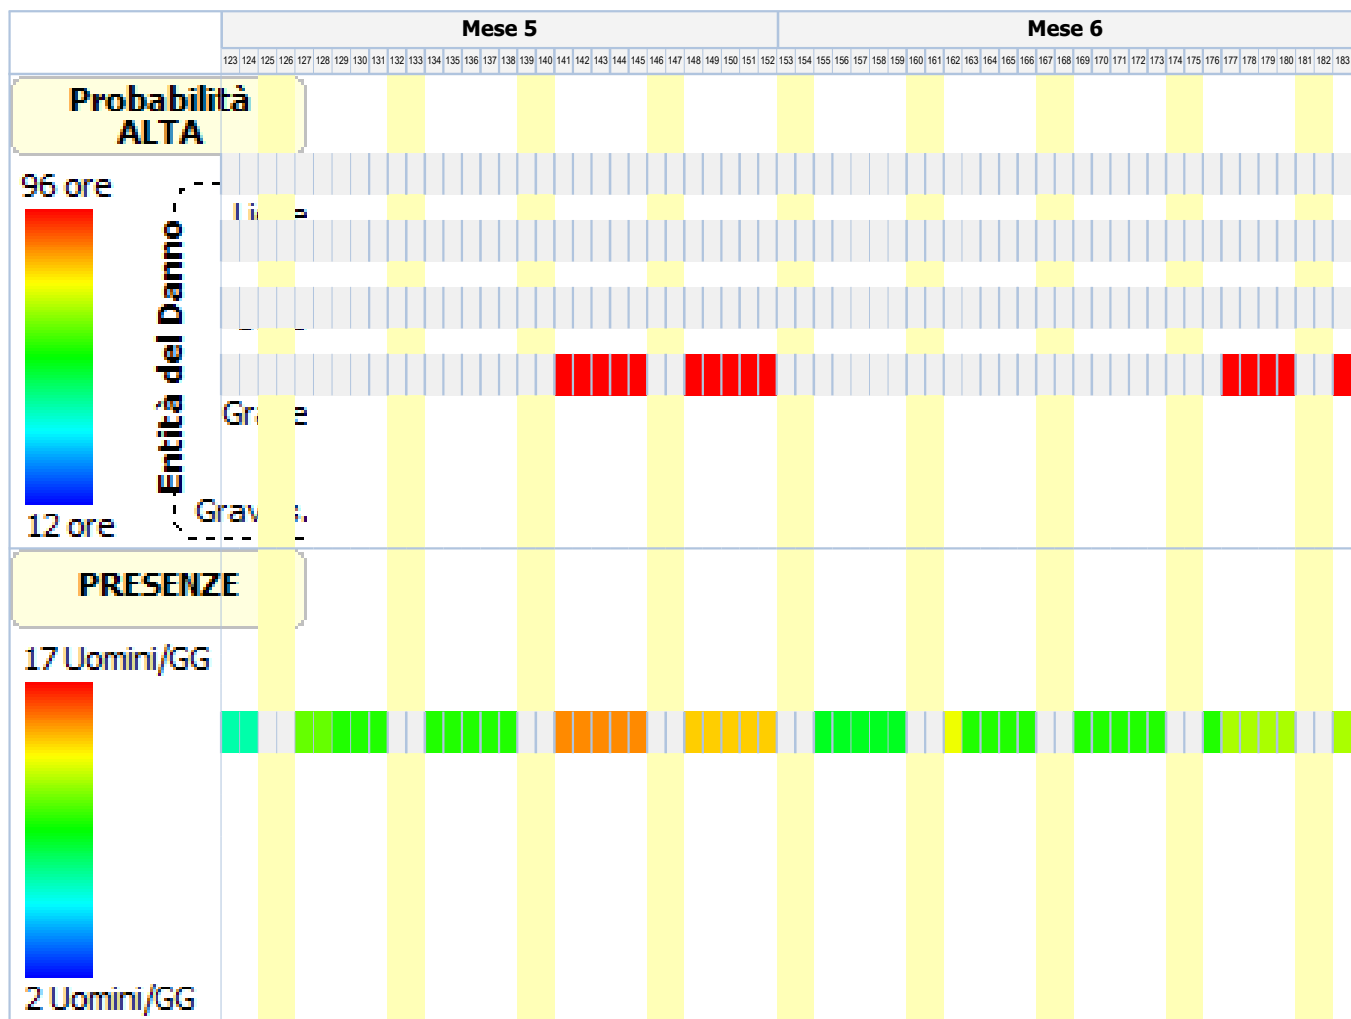 Mese 5 Mese 6
123 124 125 126 127 128 129 130 131 132 133 134 135 136 137 138 139 140 141 142 143 144 145 146 147 148 149 150 151 152 153 154 155 156 157 158 159 160 161 162 163 164 165 166 167 168 169 170 171 172 173 174 175 176 177 178 179 180 181 182 183
Probabilità
ALTA
96 ore
Entità del Danno
12 ore
PRESENZE
17 Uomini/GG
2 Uomini/GG